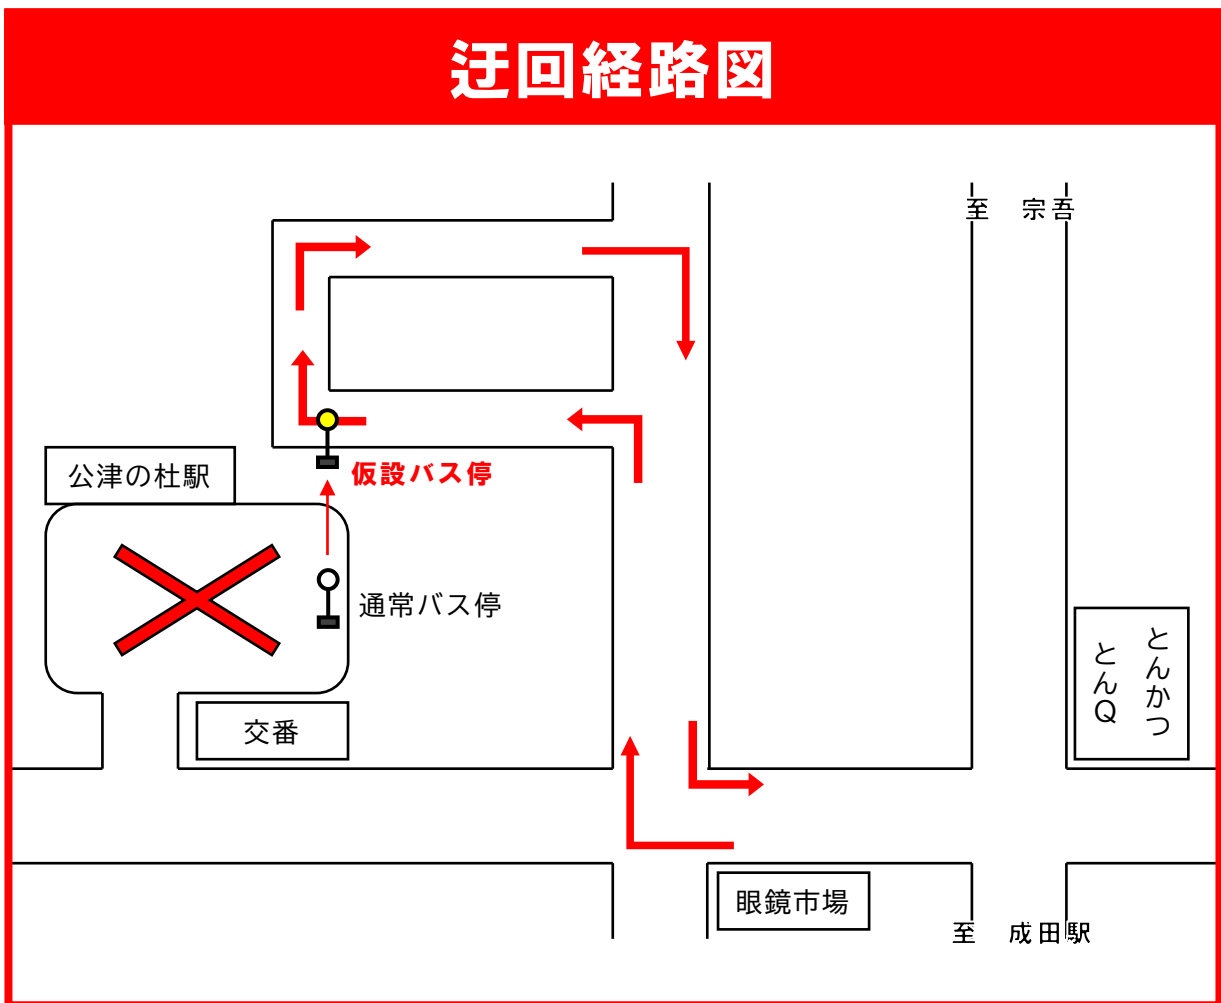 迂回経路図
至　宗吾
仮設バス停
公津の杜駅
通常バス停
とんかつ
とんQ
交番
眼鏡市場
至　成田駅